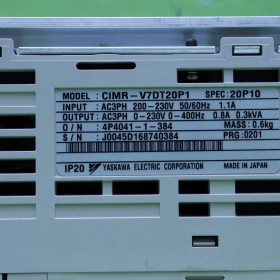 MODEL : CIMR-V7DT20P1 SPEC: 20P10
INPUT : AC3PH 200-230V 50/60Hz 1.1A
OUTPUT : AC3PH 0-230V 0-400Hz 0.8A 0.3kVA
O/N : 4P4041-1-384 MASS: 0.6kg
S/N : J0045D168740384 PRG: 0201
IP20 YASKAWA ELECTRIC CORPORATION MADE IN JAPAN